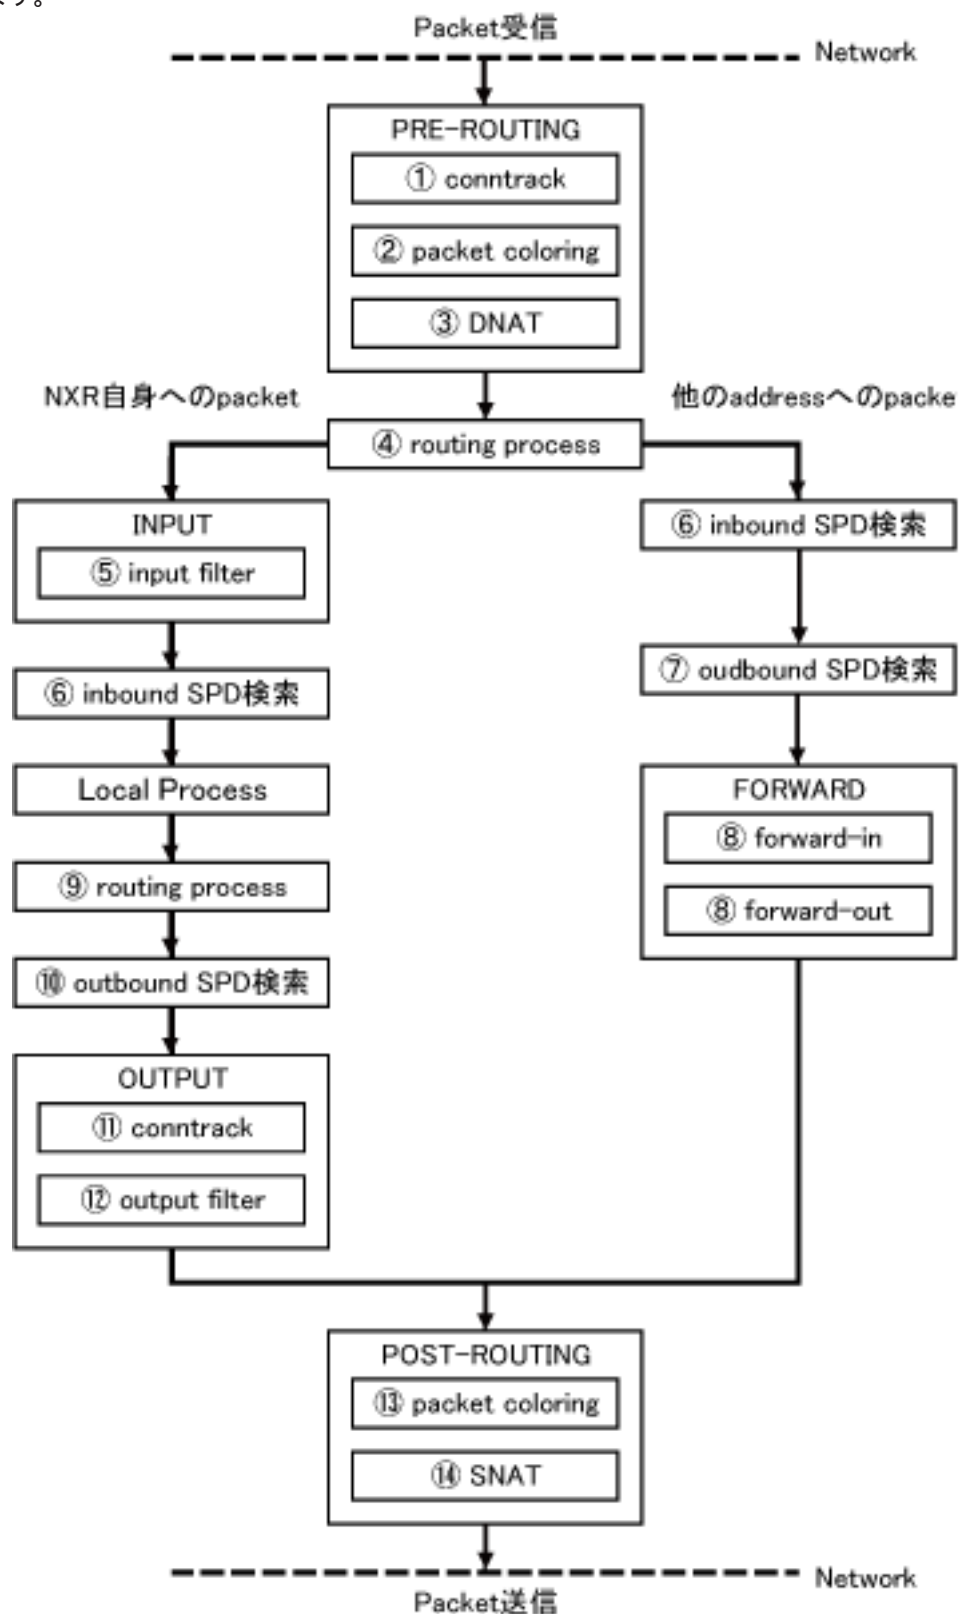 ます。
Packet受信
Network
PRE-ROUTING
① conntrack
② packet coloring
③ DNAT
NXR自身へのpacket
他のaddressへのpacke
④ routing process
INPUT
⑤ input filter
⑥ inbound SPD検索
Local Process
⑨ routing process
⑩ outbound SPD検索
OUTPUT
⑪ conntrack
⑫ output filter
⑥ inbound SPD検索
⑦ oudbound SPD検索
FORWARD
⑧ forward-in
⑧ forward-out
POST-ROUTING
⑬ packet coloring
⑭ SNAT
Network
Packet送信